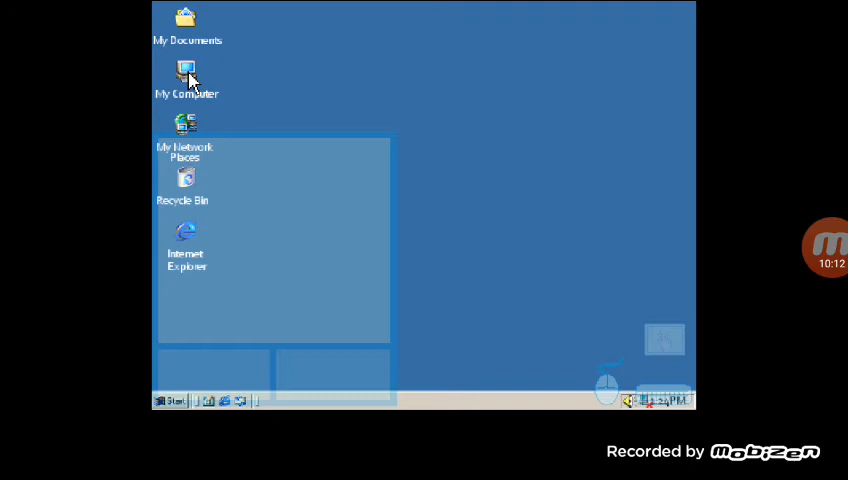 My Documents
My Computer
My Network
Places
Recycle Bin
Internet
Explorer
Start
10:12
Recorded by mobizen